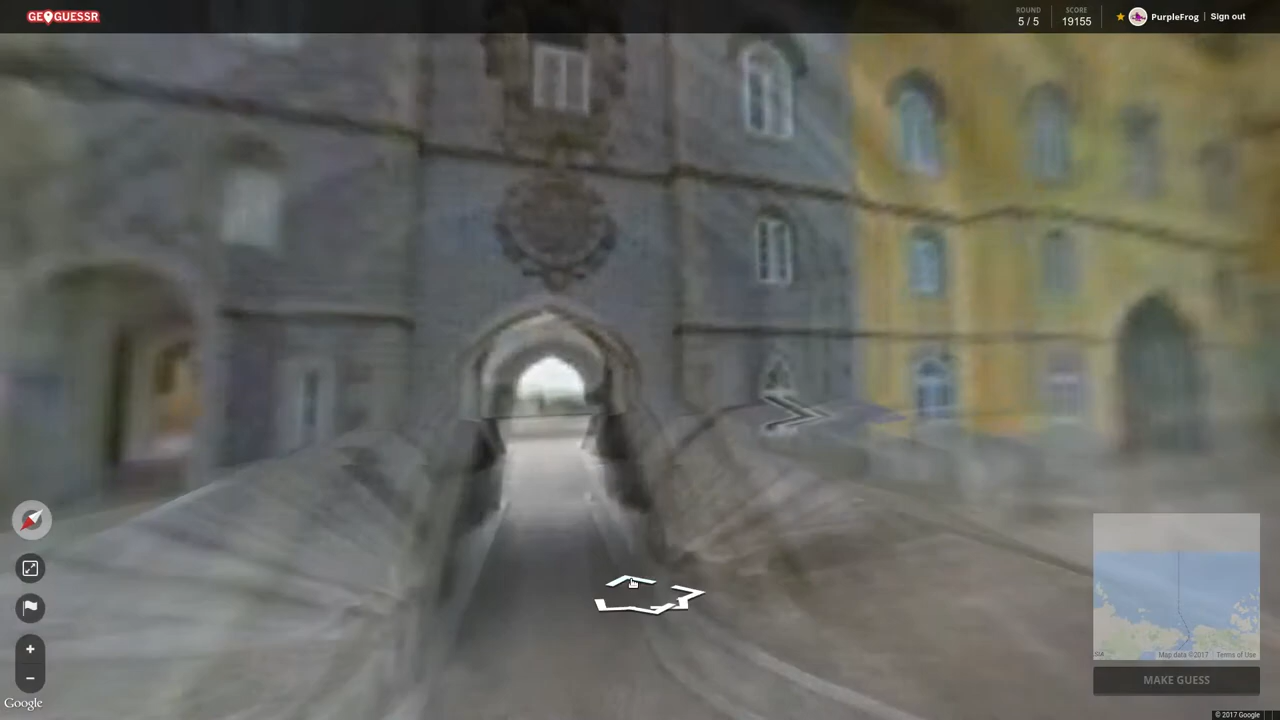 GEOGUESSR
ROUND
5 / 5
SCORE
19155
PurpleFrog
Sign out
SIA
Map data ©2017
Terms of Use
MAKE GUESS
Google
© 2017 Google